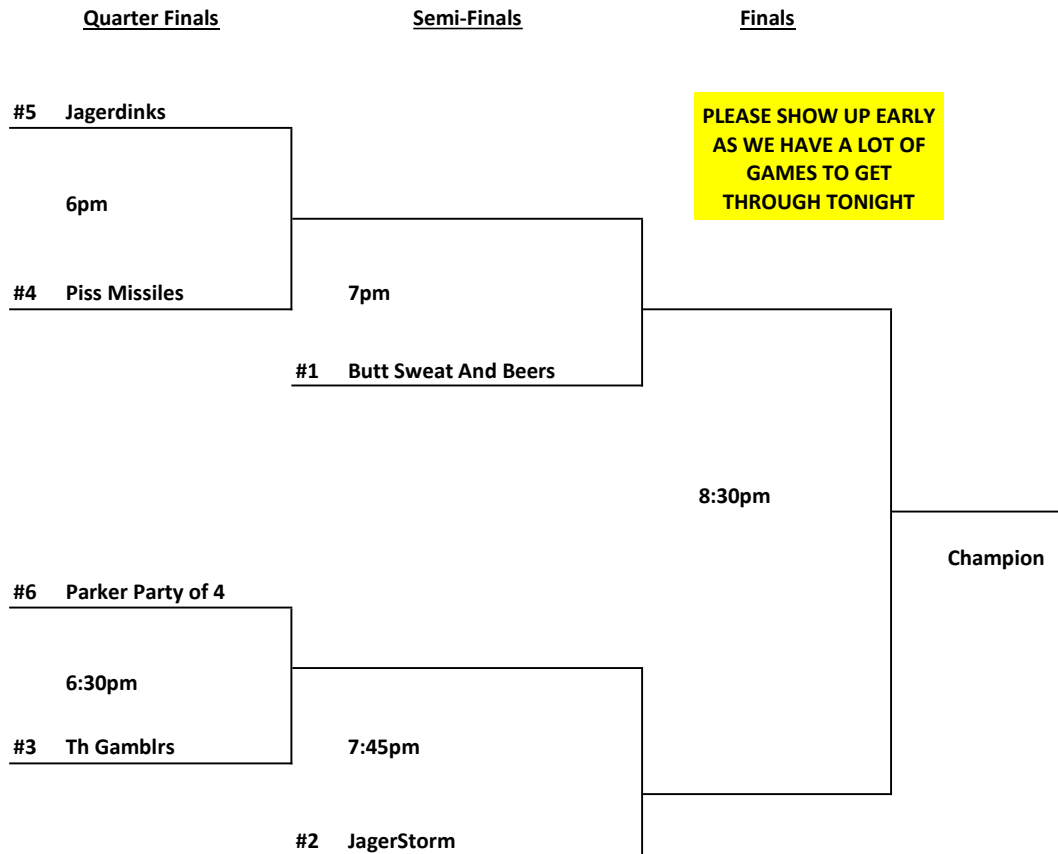 Quarter Finals Semi-Finals Finals
#5 Jagerdinks
PLEASE SHOW UP EARLY
AS WE HAVE A LOT OF
GAMES TO GET
THROUGH TONIGHT
6pm
#4 Piss Missiles
7pm
#1 Butt Sweat And Beers
8:30pm
Champion
#6 Parker Party of 4
6:30pm
#3 Th Gamblrs
7:45pm
#2 JagerStorm